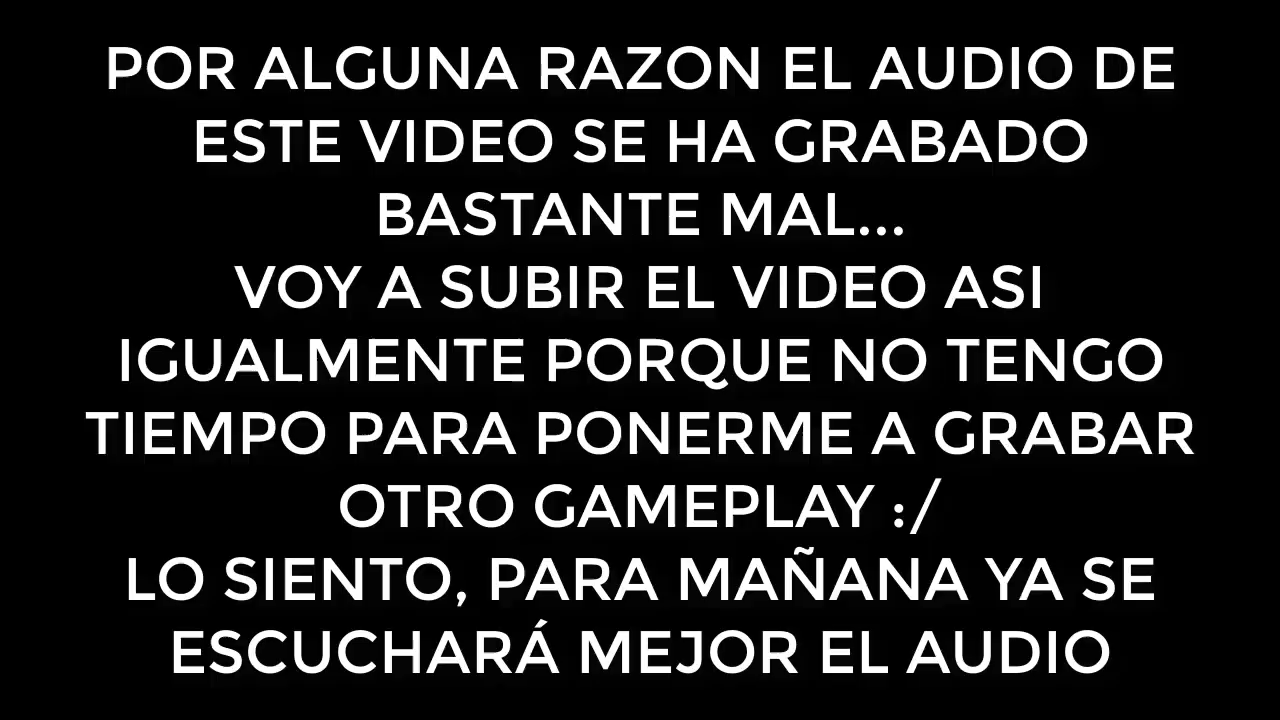 POR ALGUNA RAZON EL AUDIO DE
ESTE VIDEO SE HA GRABADO
BASTANTE MAL...
VOY A SUBIR EL VIDEO ASI
IGUALMENTE PORQUE NO TENGO
TIEMPO PARA PONERME A GRABAR
OTRO GAMEPLAY :/
LO SIENTO, PARA MAÑANA YA SE
ESCUCHARÁ MEJOR EL AUDIO